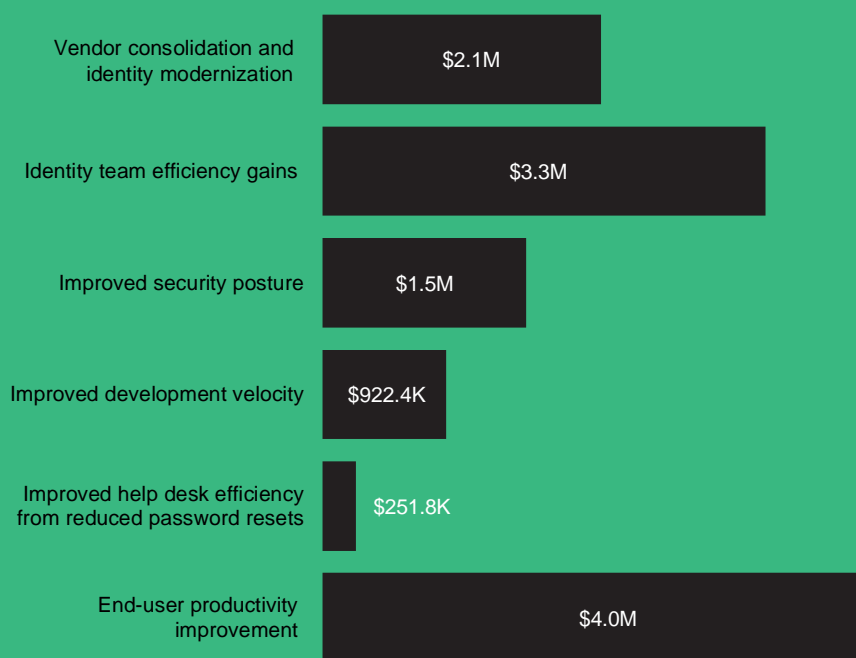 Vendor consolidation and
identity modernization
$2.1M
Identity team efficiency gains
$3.3M
Improved security posture
$1.5M
Improved development velocity
$922.4K
Improved help desk efficiency
from reduced password resets
$251.8K
End-user productivity
improvement
$4.0M